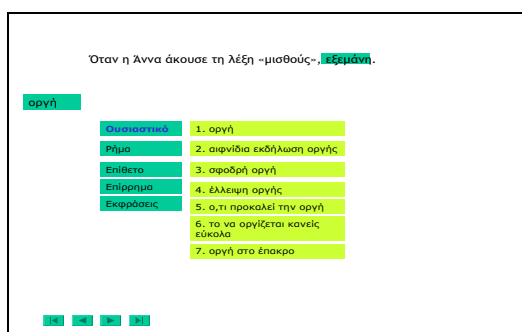 Όταν η Άννα άκουσε τη λέξη «μισθούς», εξεμάνη.
οργή
Ουσιαστικό
Ρήμα
Επίθετο
Επίρρημα
Εκφράσεις
1. οργή
2. αιφνίδια εκδήλωση οργής
3. σφοδρή οργή
4. έλλειψη οργής
5. ο,τι προκαλεί την οργή
6. το να οργίζεται κανείς
εύκολα
7. οργή στο έπακρο